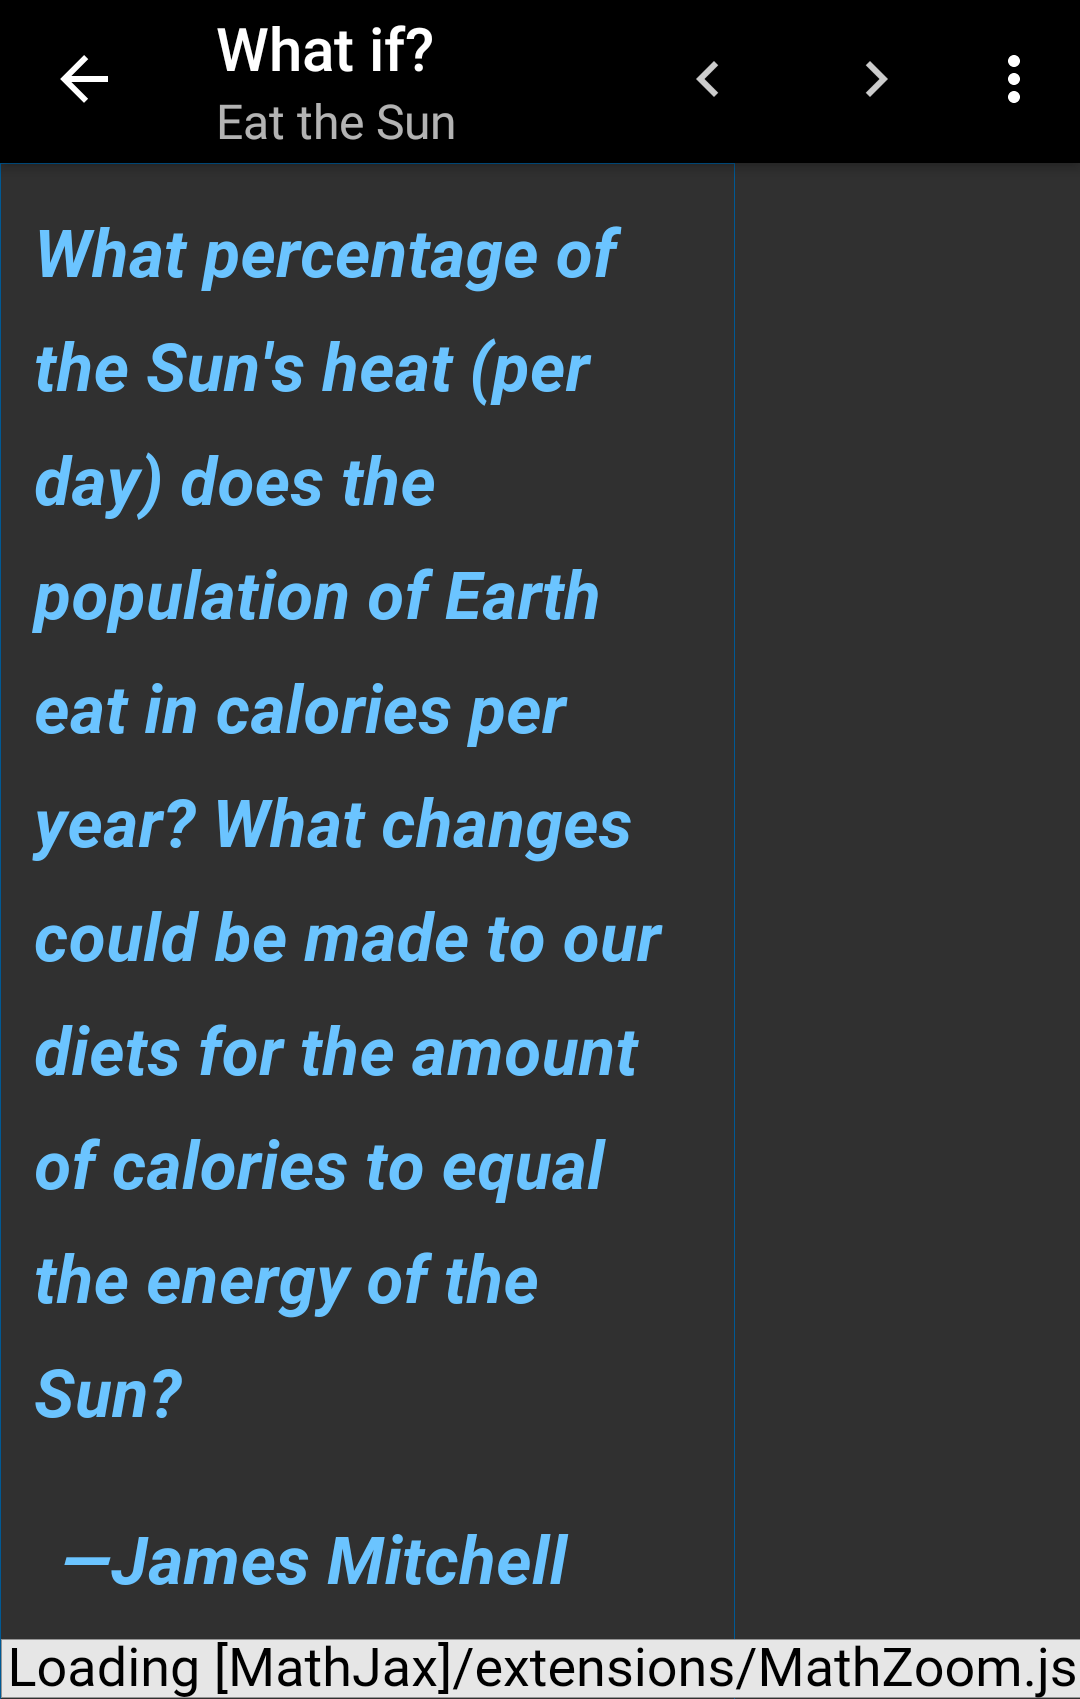 What if?
Eat the Sun
What percentage of
the Sun's heat (per
day) does the
population of Earth
eat in calories per
year? What changes
could be made to our
diets for the amount
of calories to equal
the energy of the
Sun?
—James Mitchell
Loading [MathJax]/extensions/MathZoom.js